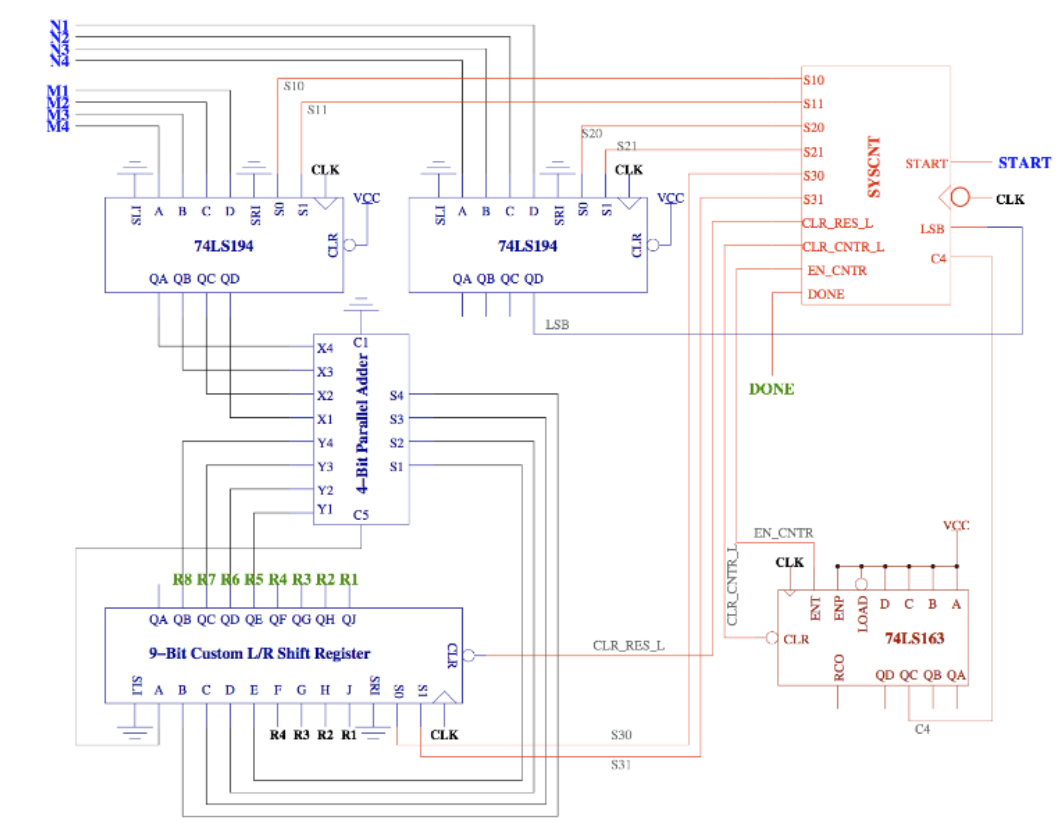 N1
N2
N3
N4
M1
M2
M3
M4
S10
S11
S20
S21
CLK
VCC
CLK
VCC
SLI A B C D SRI S0 S1
74LS194
CLR
QA QB QC QD
SLI A B C D SRI S0 S1
74LS194
CLR
QA QB QC QD
LSB
S10
S11
S20
S21
S30
S31
CLR_RES_L
CLR_CNTR_L
EN_CNTR
DONE
SYSCNT
START
LSB
C4
START
CLK
DONE
C1
X4
X3
X2
X1
Y4
Y3
Y2
Y1
4-Bit Parallel Adder
S4
S3
S2
S1
C5
R8 R7 R6 R5 R4 R3 R2 R1
QA QB QC QD QE QF QG QH QJ
9-Bit Custom L/R Shift Register
CLR
SLI A B C D E F G H J SRI S0 S1
R4 R3 R2 R1
CLK
CLR_RES_L
S30
S31
VCC
EN_CNTR
CLR_CNTR_L
CLK
ENT ENP LOAD D C B A
CLR
74LS163
RCO QD QC QB QA
C4